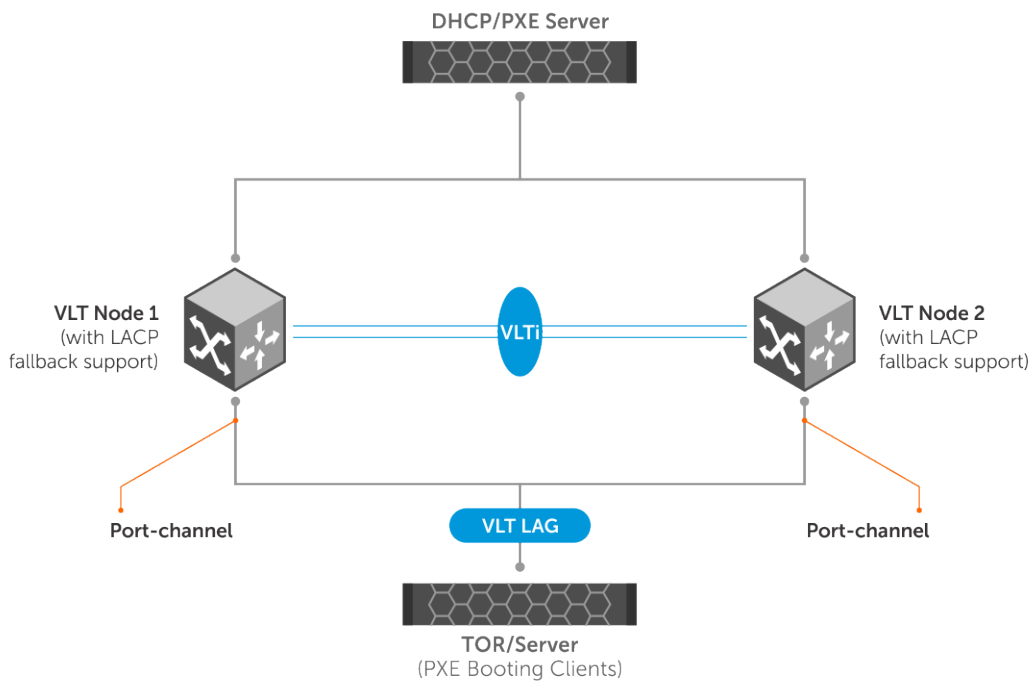 DHCP/PXE Server
VLT Node 1
(with LACP
fallback support)
VLTi
VLT Node 2
(with LACP
fallback support)
Port-channel
VLT LAG
Port-channel
TOR/Server
(PXE Booting Clients)